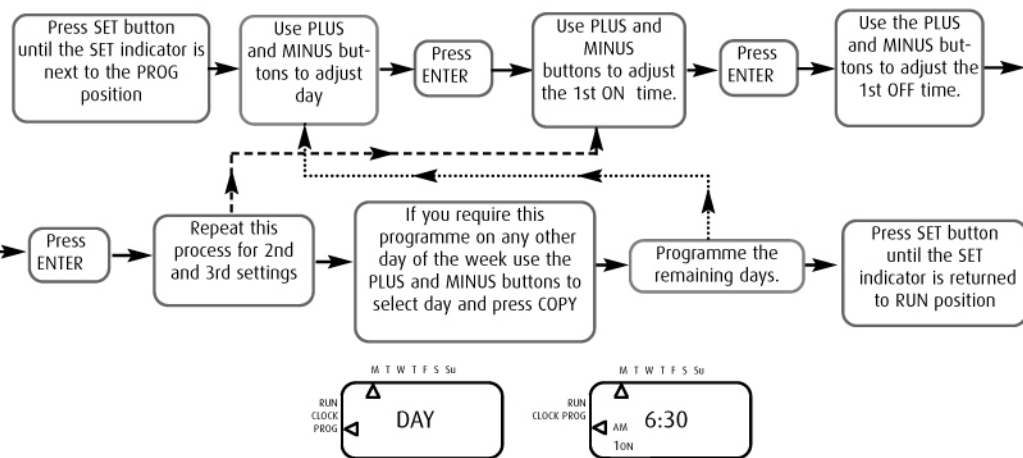 Press SET button
until the SET indicator is
next to the PROG
position
Use PLUS
and MINUS but-
tons to adjust
day
Press
ENTER
Use PLUS and
MINUS
buttons to adjust
the 1st ON time.
Press
ENTER
Use the PLUS
and MINUS but-
tons to adjust the
1st OFF time.
Press
ENTER
Repeat this
process for 2nd
and 3rd settings
If you require this
programme on any other
day of the week use the
PLUS and MINUS buttons to
select day and press COPY
Programme the
remaining days.
Press SET button
until the SET
indicator is returned
to RUN position
M T W T F S Su
RUN
CLOCK
PROG
DAY
M T W T F S Su
RUN
CLOCK PROG
AM 6:30
1ON